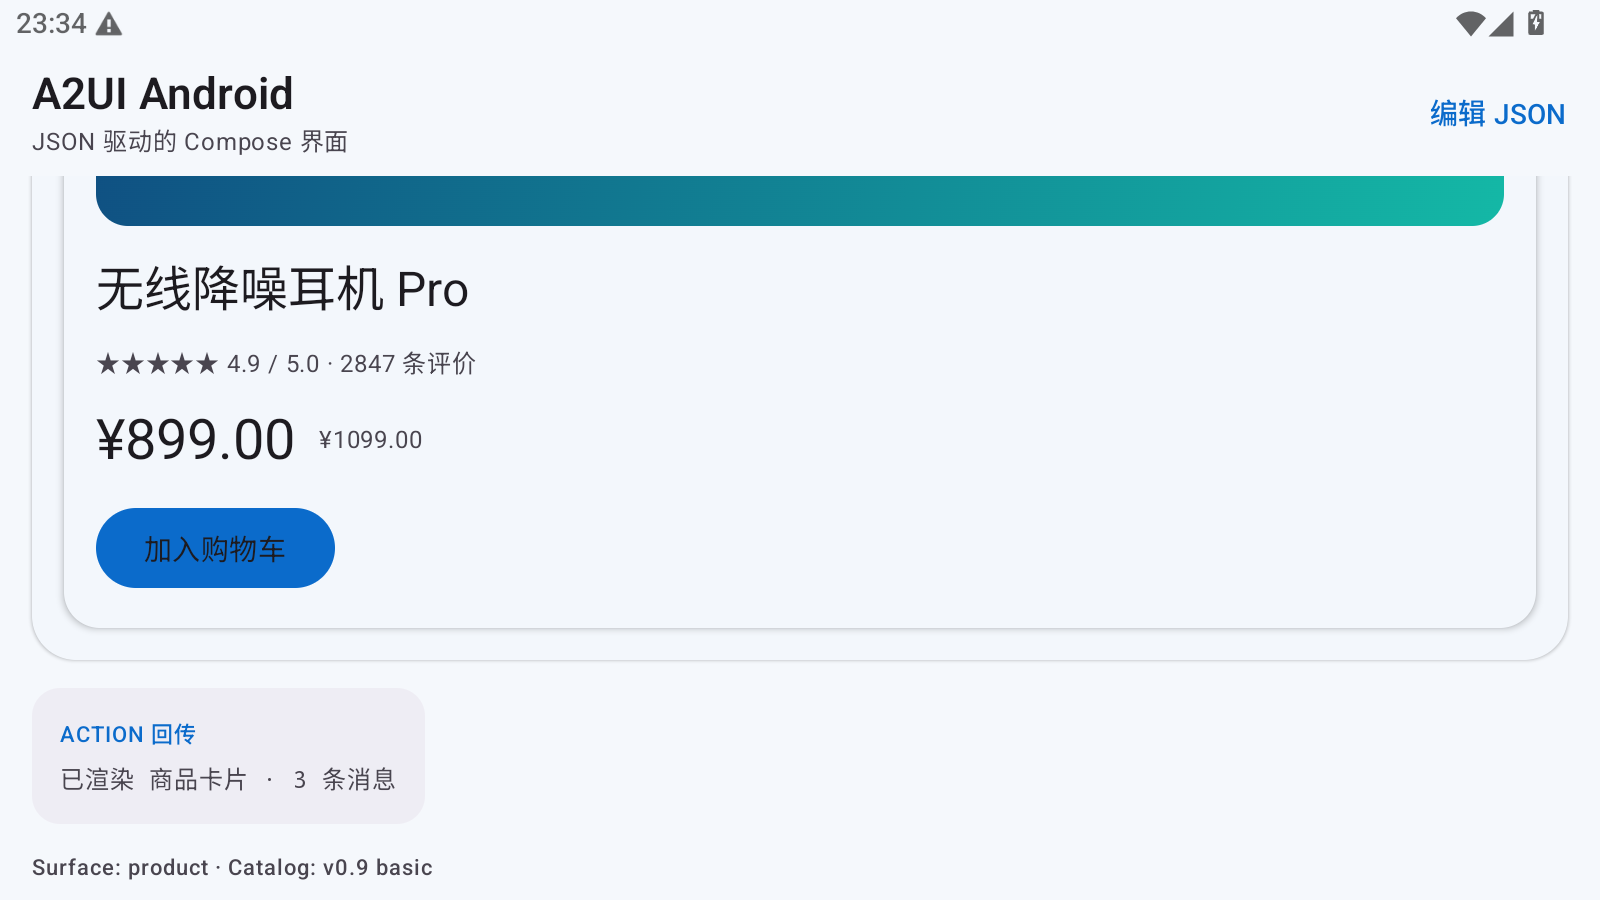 23:34
A2UI Android
JSON 驱动的 Compose 界面
编辑 JSON
无线降噪耳机 Pro
★★★★★ 4.9 / 5.0 · 2847 条评价
¥899.00 ¥1099.00
加入购物车
ACTION 回传
已渲染 商品卡片 · 3 条消息
Surface: product · Catalog: v0.9 basic